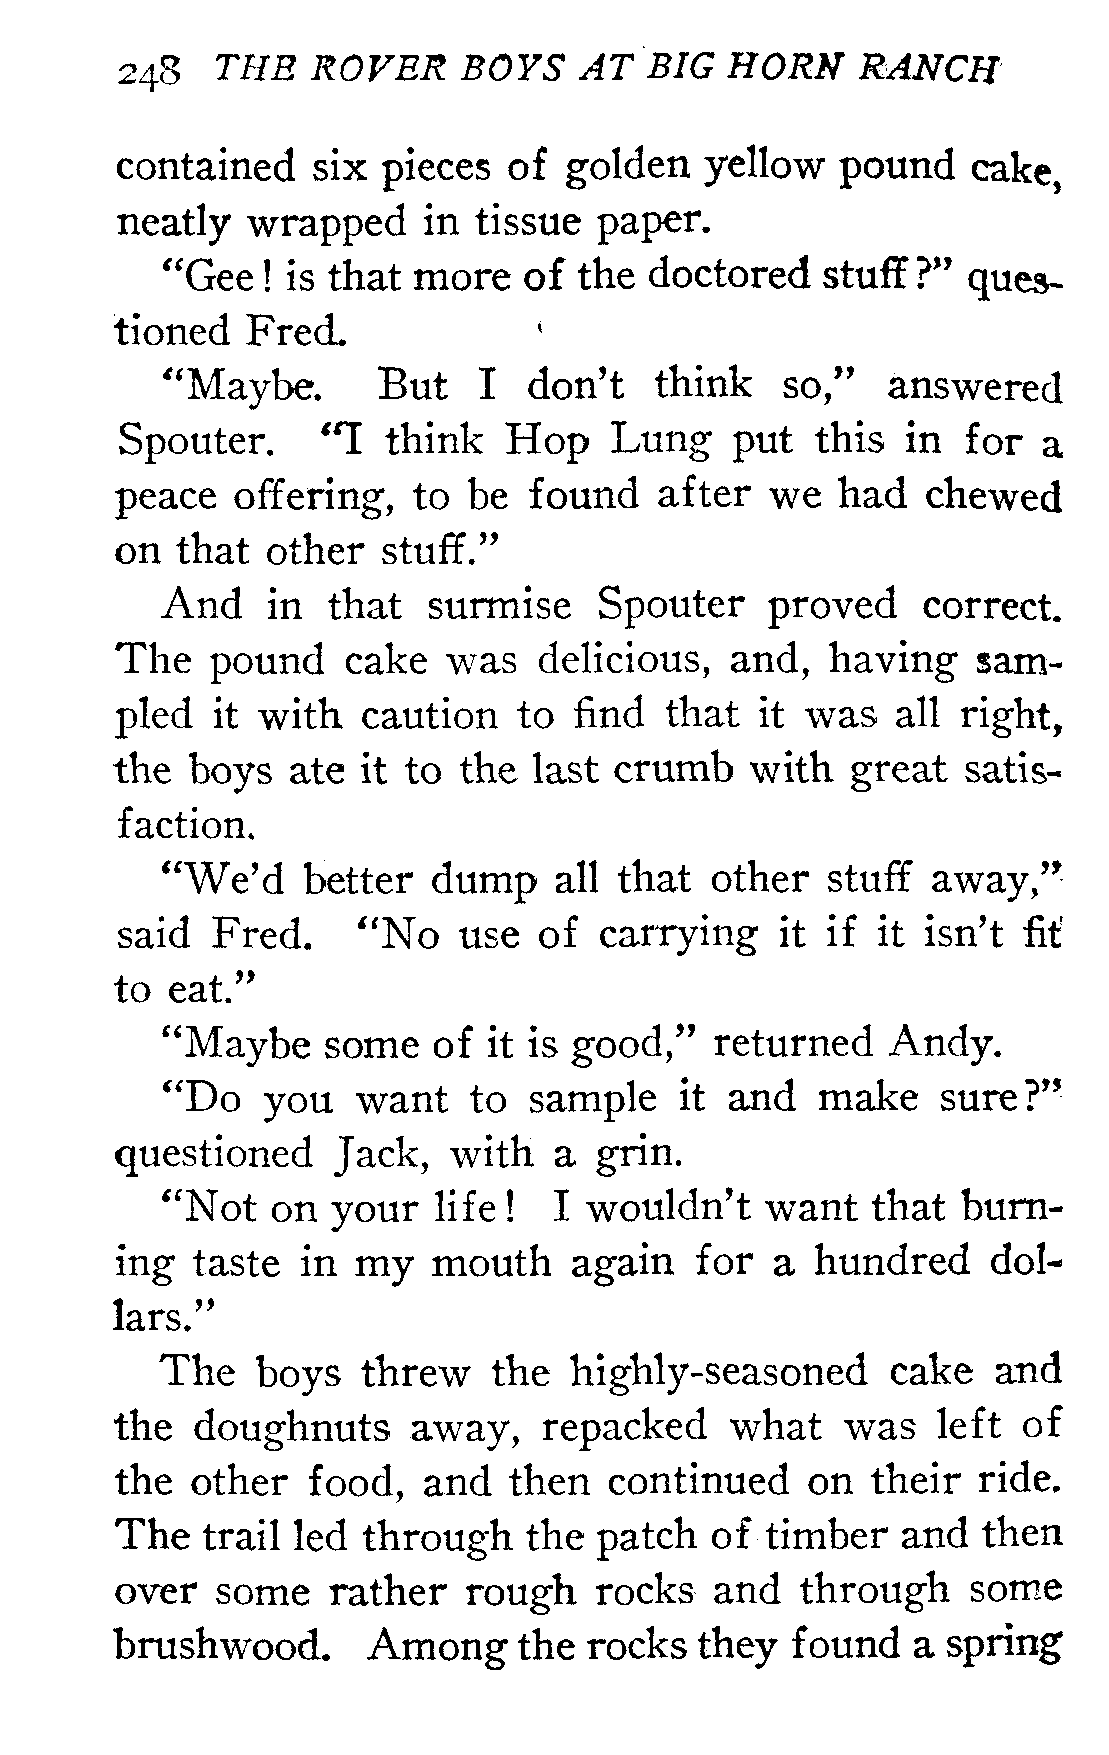 248 THE ROVER BOYS AT BIG HORN RANCH
contained six pieces of golden yellow pound cake,
neatly wrapped in tissue paper.
“Gee! is that more of the doctored stuff?” ques-
tioned Fred.
“Maybe. But I don’t think so,” answered
Spouter. “I think Hop Lung put this in for a
peace offering, to be found after we had chewed
on that other stuff.”
And in that surmise Spouter proved correct.
The pound cake was delicious, and, having sam-
pled it with caution to find that it was all right,
the boys ate it to the last crumb with great satis-
faction.
“We’d better dump all that other stuff away,”
said Fred. “No use of carrying it if it isn’t fit
to eat.”
“Maybe some of it is good,” returned Andy.
“Do you want to sample it and make sure?”
questioned Jack, with a grin.
“Not on your life! I wouldn’t want that burn-
ing taste in my mouth again for a hundred dol-
lars.”
The boys threw the highly-seasoned cake and
the doughnuts away, repacked what was left of
the other food, and then continued on their ride.
The trail led through the patch of timber and then
over some rather rough rocks and through some
brushwood. Among the rocks they found a spring